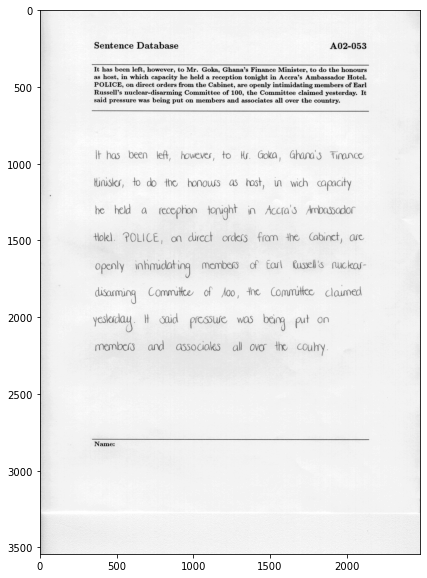 Sentence Database A02-053
It has been left, however, to Mr. Goka, Ghana's Finance Minister, to do the honours
as host, in which capacity he held a reception tonight in Accra's Ambassador Hotel.
POLICE, on direct orders from the Cabinet, are openly intimidating members of Earl
Russell's nuclear-disarming Committee of 100, the Committee claimed yesterday. It
said pressure was being put on members and associates all over the country.
It has been left, however, to Mr. Goka, Ghana's Finance
Minister, to do the honours as host, in wich capacity
he held a reception tonight in Accra's Ambassador
Hotel. POLICE, on direct orders from the Cabinet, are
openly intimidating members of Earl Russell's nuclear-
disarming Committee of 100, the Committee claimed
yesterday. It said pressure was being put on
members and associates all over the coutry.
Name:
0
500
1000
1500
2000
2500
3000
3500
0 500 1000 1500 2000